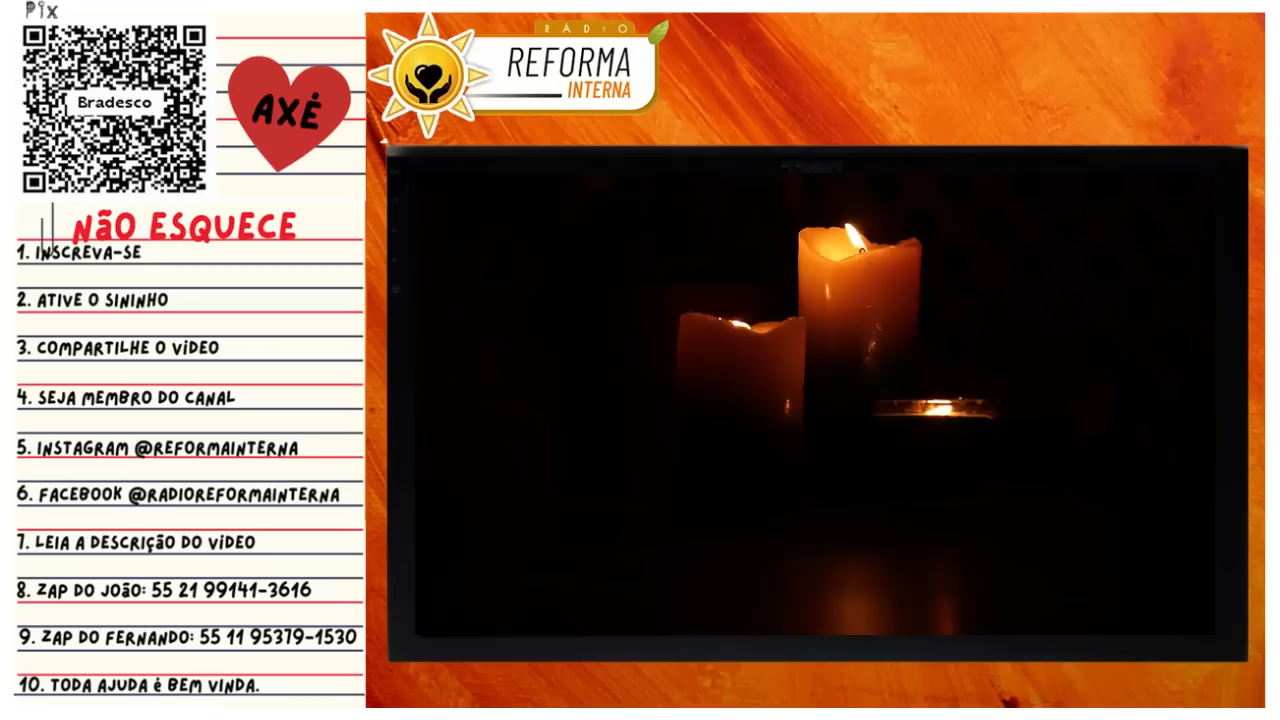 Pix
Bradesco
AXÉ
NÃO ESQUECE
1. INSCREVA-SE
2. ATIVE O SININHO
3. COMPARTILHE O VÍDEO
4. SEJA MEMBRO DO CANAL
5. INSTAGRAM @REFORMAINTERNA
6. FACEBOOK @RADIOREFORMAINTERNA
7. LEIA A DESCRIÇÃO DO VÍDEO
8. ZAP DO JOÃO: 55 21 99141-3616
9. ZAP DO FERNANDO: 55 11 95379-1530
10. TODA AJUDA É BEM VINDA.
RÁDIO
REFORMA
INTERNA